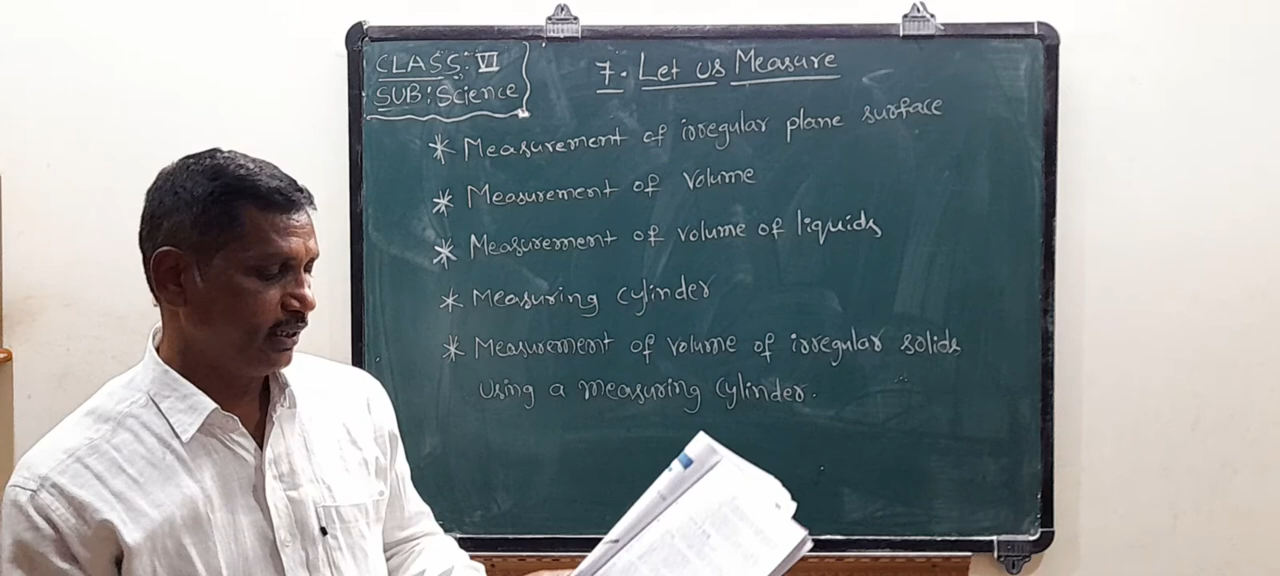 CLASS: VI
SUB: Science
7. Let us Measure
* Measurement of irregular plane surface
* Measurement of volume
* Measurement of volume of liquids
* Measuring cylinder
* Measurement of volume of irregular solids
using a measuring cylinder.